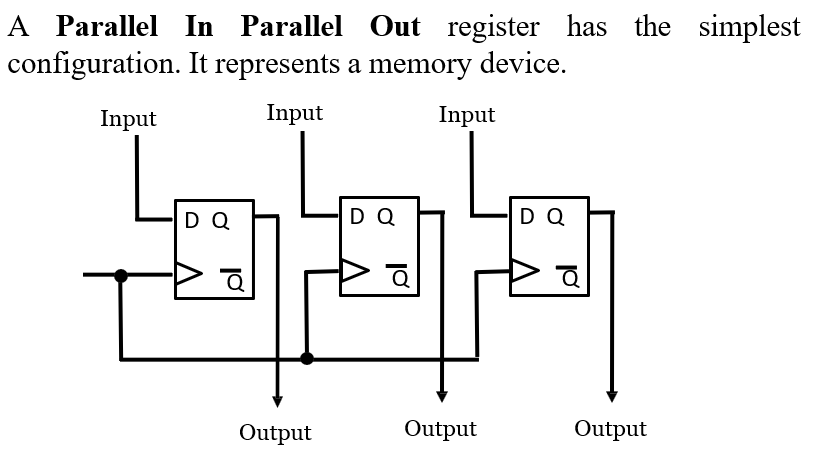 A Parallel In Parallel Out register has the simplest
configuration. It represents a memory device.
Input Input Input
D Q D Q D Q
Q̅ Q̅ Q̅
Output Output Output